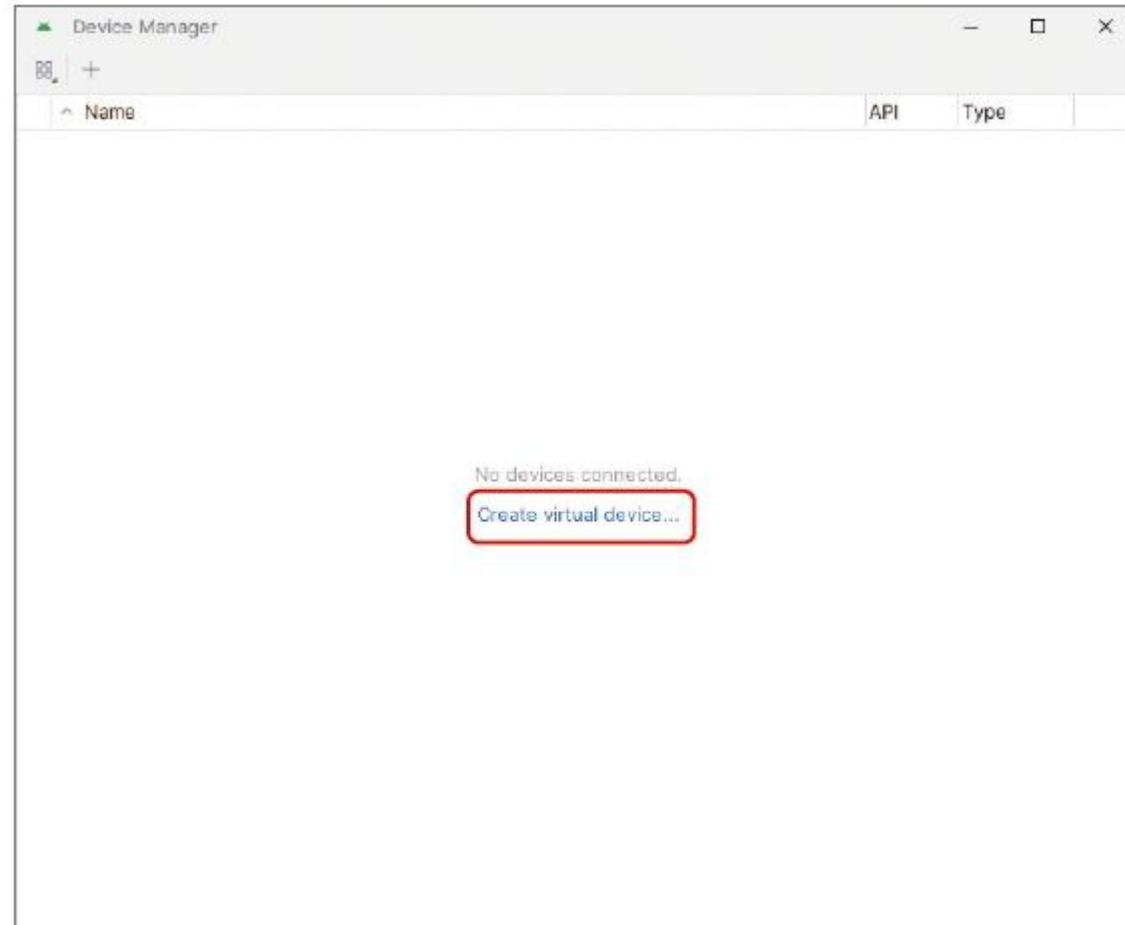 Device Manager
Name API Type
No devices connected.
Create virtual device...